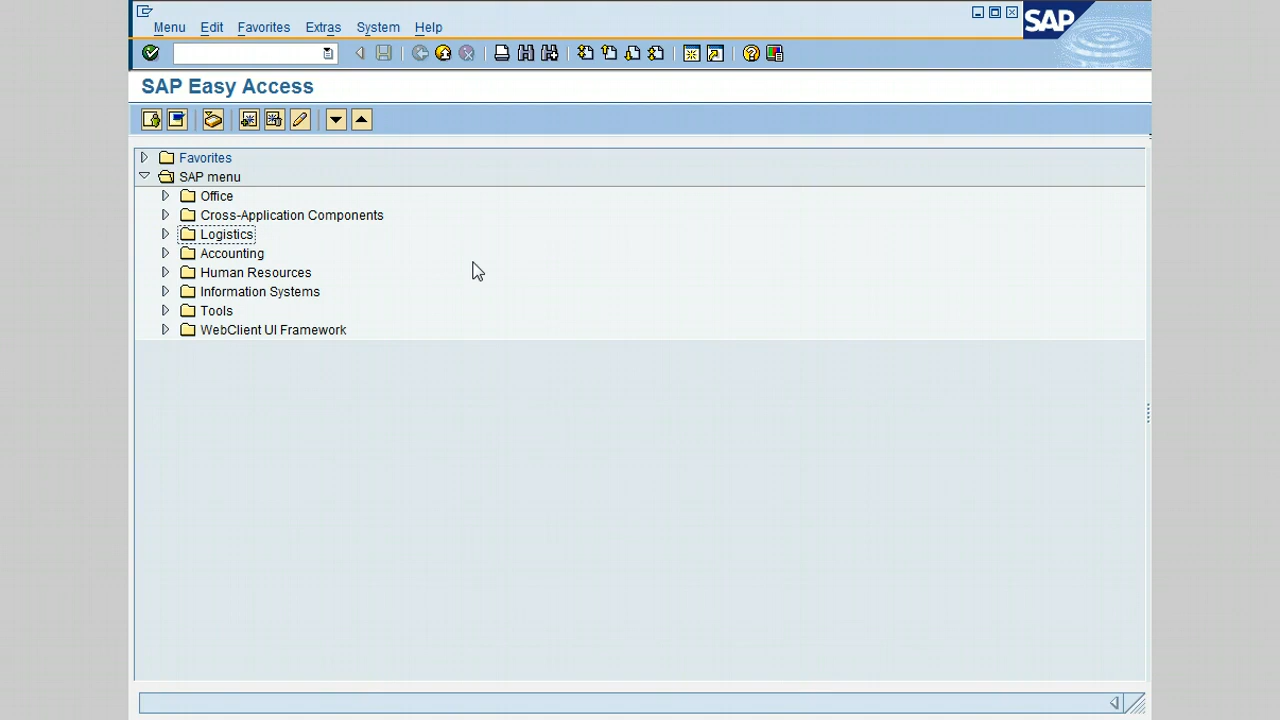 Menu Edit Favorites Extras System Help
SAP
SAP Easy Access
Favorites
SAP menu
Office
Cross-Application Components
Logistics
Accounting
Human Resources
Information Systems
Tools
WebClient UI Framework